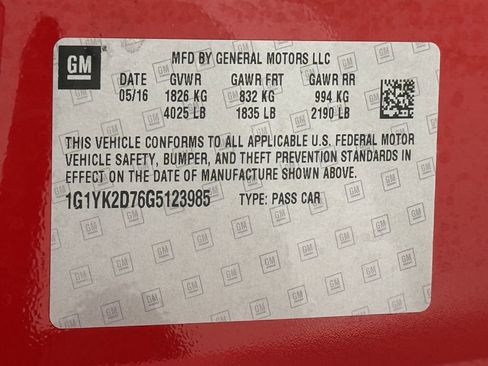 GM
MFD BY GENERAL MOTORS LLC
DATE GVWR GAWR FRT GAWR RR
05/16 1826 KG 832 KG 994 KG
4025 LB 1835 LB 2190 LB
THIS VEHICLE CONFORMS TO ALL APPLICABLE U.S. FEDERAL MOTOR
VEHICLE SAFETY, BUMPER, AND THEFT PREVENTION STANDARDS IN
EFFECT ON THE DATE OF MANUFACTURE SHOWN ABOVE.
1G1YK2D76G5123985 TYPE: PASS CAR